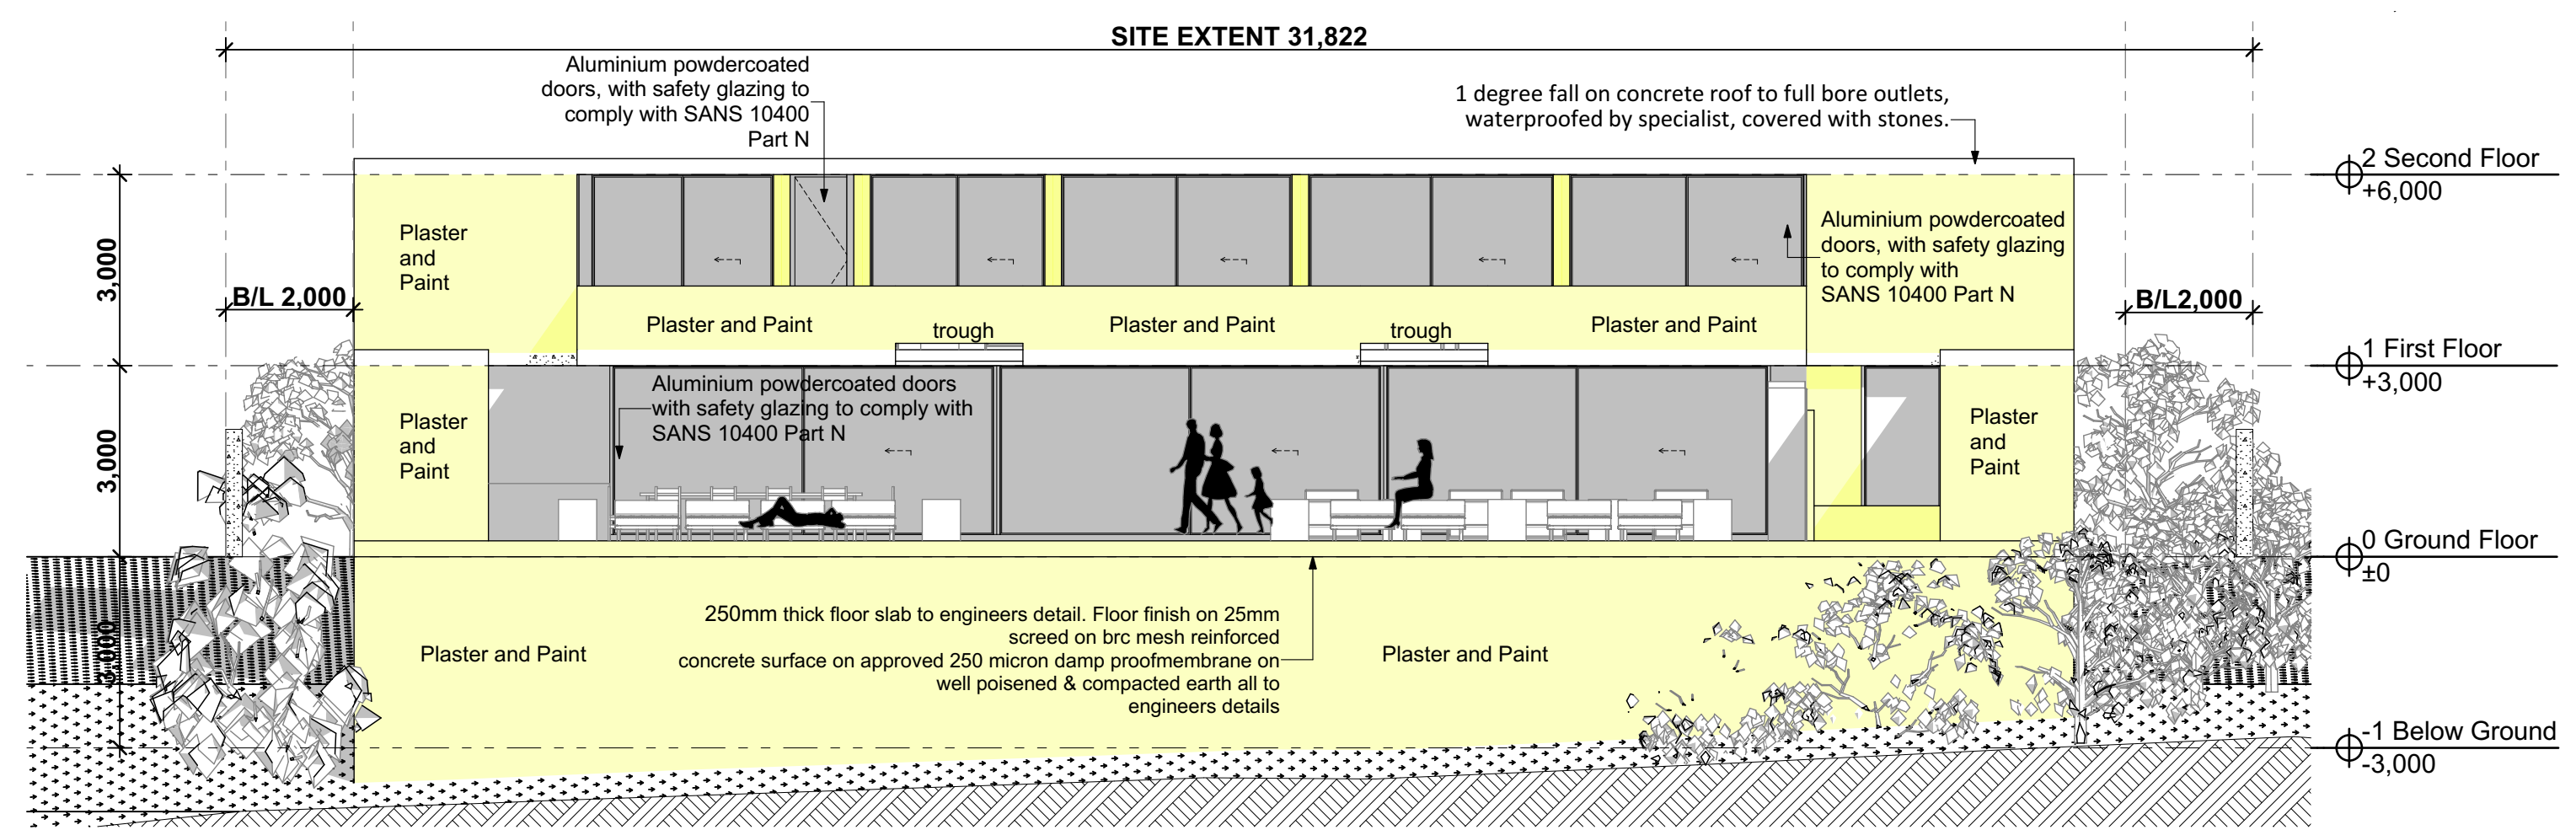 SITE EXTENT 31,822
Aluminium powdercoated
doors, with safety glazing to
comply with SANS 10400
Part N
1 degree fall on concrete roof to full bore outlets,
waterproofed by specialist, covered with stones.
2 Second Floor
+6,000
3,000
Plaster
and
Paint
Aluminium powdercoated
doors, with safety glazing
to comply with
SANS 10400 Part N
B/L 2,000
B/L2,000
Plaster and Paint
trough
Plaster and Paint
trough
Plaster and Paint
1 First Floor
+3,000
3,000
Plaster
and
Paint
Aluminium powdercoated doors
with safety glazing to comply with
SANS 10400 Part N
Plaster
and
Paint
0 Ground Floor
±0
3,000
Plaster and Paint
250mm thick floor slab to engineers detail. Floor finish on 25mm
screed on brc mesh reinforced
concrete surface on approved 250 micron damp proofmembrane on
well poisened & compacted earth all to
engineers details
Plaster and Paint
-1 Below Ground
-3,000